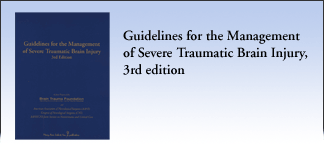 Guidelines for the Management
of Severe Traumatic Brain Injury,
3rd edition
Guidelines for the Management
of Severe Traumatic Brain Injury
3rd Edition
Brain Trauma Foundation